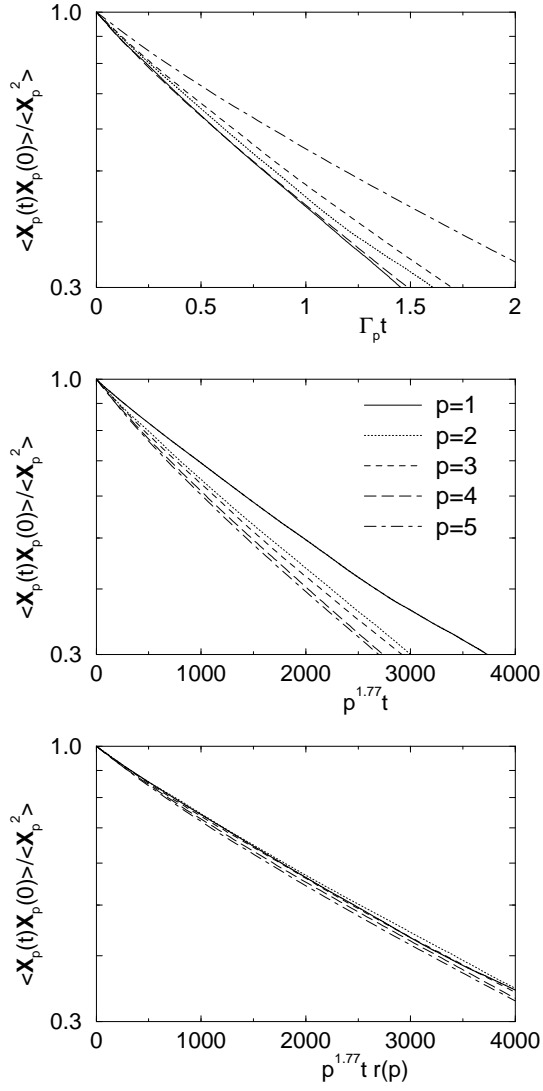 1.0
<X_p(t)X_p(0)>/<X_p^2>
0.3
0
0.5
1
1.5
2
Γ_p t
1.0
<X_p(t)X_p(0)>/<X_p^2>
p=1
p=2
p=3
p=4
p=5
0.3
0
1000
2000
3000
4000
p^1.77 t
1.0
<X_p(t)X_p(0)>/<X_p^2>
0.3
0
1000
2000
3000
4000
p^1.77 t r(p)